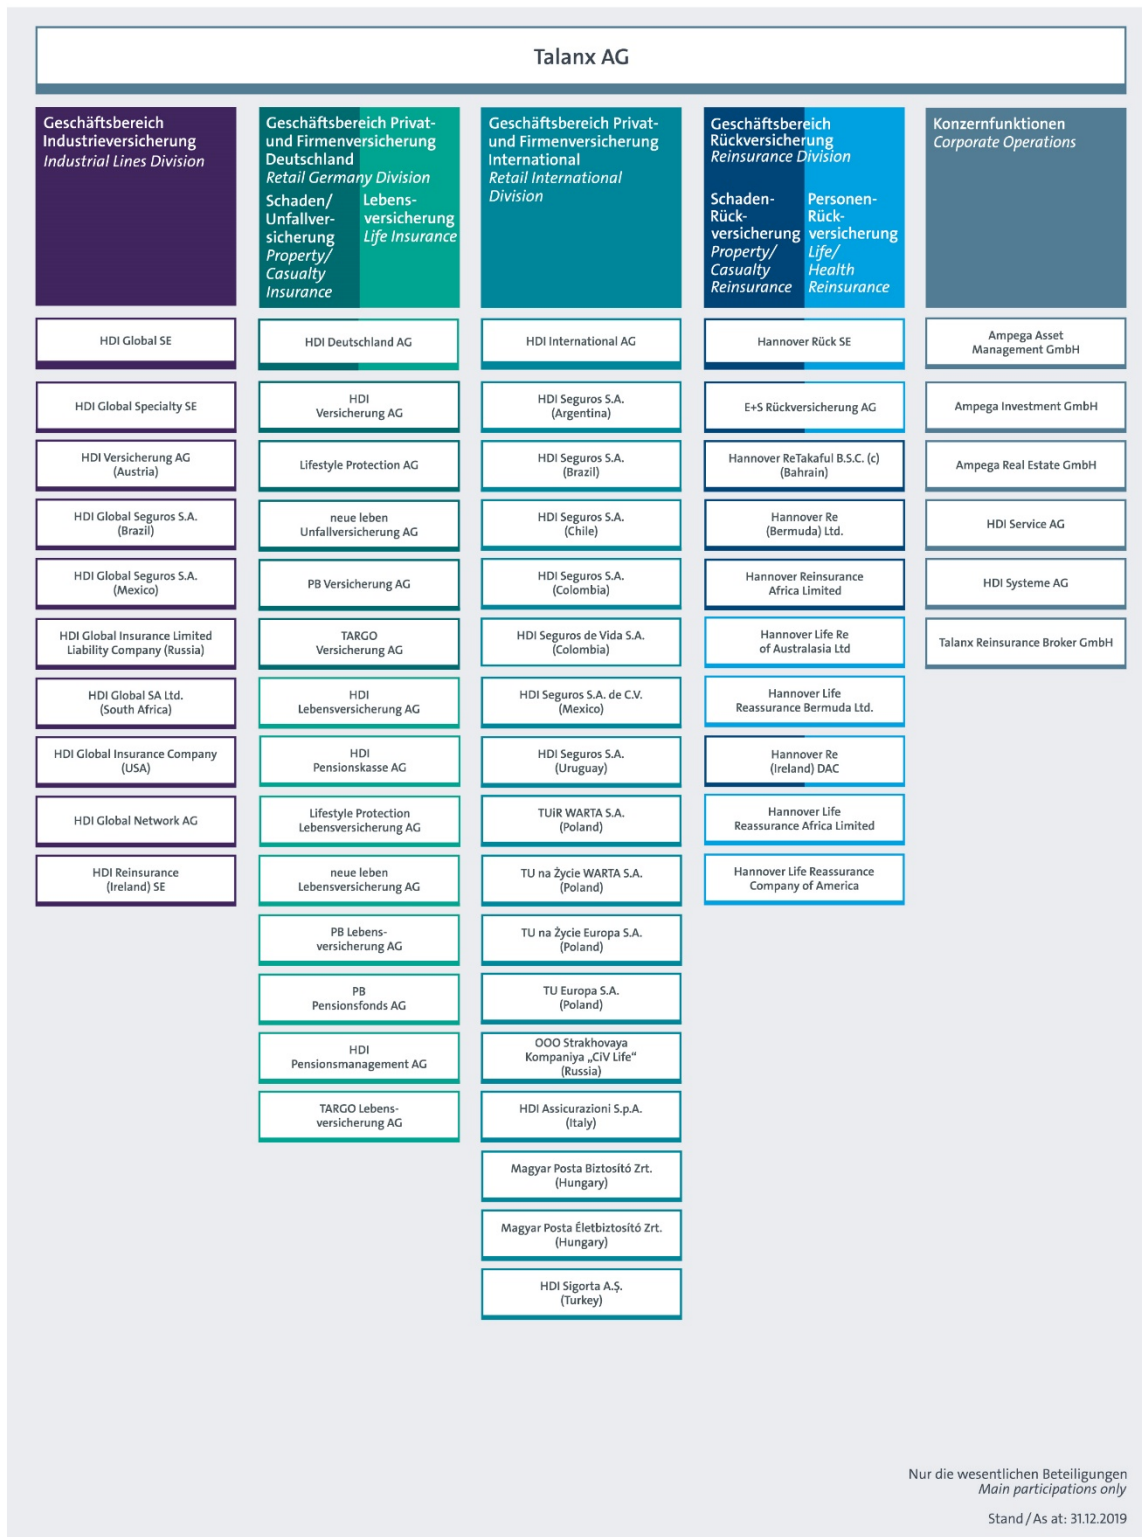 Talanx AG
Geschäftsbereich
Industrieversicherung
Industrial Lines Division
Geschäftsbereich Privat-
und Firmenversicherung
Deutschland
Retail Germany Division
Schaden/
Unfallver-
sicherung
Property/
Casualty
Insurance
Lebens-
versicherung
Life Insurance
Geschäftsbereich Privat-
und Firmenversicherung
International
Retail International
Division
Geschäftsbereich
Rückversicherung
Reinsurance Division
Schaden-
Rück-
versicherung
Property/
Casualty
Reinsurance
Personen-
Rück-
versicherung
Life/
Health
Reinsurance
Konzernfunktionen
Corporate Operations
HDI Global SE
HDI Global Specialty SE
HDI Versicherung AG
(Austria)
HDI Global Seguros S.A.
(Brazil)
HDI Global Seguros S.A.
(Mexico)
HDI Global Insurance Limited
Liability Company (Russia)
HDI Global SA Ltd.
(South Africa)
HDI Global Insurance Company
(USA)
HDI Global Network AG
HDI Reinsurance
(Ireland) SE
HDI Deutschland AG
HDI
Versicherung AG
Lifestyle Protection AG
neue leben
Unfallversicherung AG
PB Versicherung AG
TARGO
Versicherung AG
HDI
Lebensversicherung AG
HDI
Pensionskasse AG
Lifestyle Protection
Lebensversicherung AG
neue leben
Lebensversicherung AG
PB Lebens-
versicherung AG
PB
Pensionsfonds AG
HDI
Pensionsmanagement AG
TARGO Lebens-
versicherung AG
HDI International AG
HDI Seguros S.A.
(Argentina)
HDI Seguros S.A.
(Brazil)
HDI Seguros S.A.
(Chile)
HDI Seguros S.A.
(Colombia)
HDI Seguros de Vida S.A.
(Colombia)
HDI Seguros S.A. de C.V.
(Mexico)
HDI Seguros S.A.
(Uruguay)
TUiR WARTA S.A.
(Poland)
TU na Życie WARTA S.A.
(Poland)
TU na Życie Europa S.A.
(Poland)
TU Europa S.A.
(Poland)
OOO Strakhovaya
Kompaniya „CiV Life“
(Russia)
HDI Assicurazioni S.p.A.
(Italy)
Magyar Posta Biztosító Zrt.
(Hungary)
Magyar Posta Életbiztosító Zrt.
(Hungary)
HDI Sigorta A.Ş.
(Turkey)
Hannover Rück SE
E+S Rückversicherung AG
Hannover ReTakaful B.S.C. (c)
(Bahrain)
Hannover Re
(Bermuda) Ltd.
Hannover Reinsurance
Africa Limited
Hannover Life Re
of Australasia Ltd
Hannover Life
Reassurance Bermuda Ltd.
Hannover Re
(Ireland) DAC
Hannover Life
Reassurance Africa Limited
Hannover Life Reassurance
Company of America
Ampega Asset
Management GmbH
Ampega Investment GmbH
Ampega Real Estate GmbH
HDI Service AG
HDI Systeme AG
Talanx Reinsurance Broker GmbH
Nur die wesentlichen Beteiligungen
Main participations only
Stand / As at: 31.12.2019